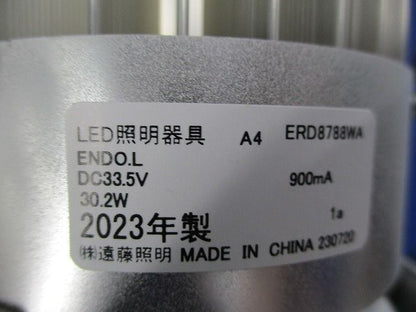 LED照明器具 A4 ERD8788WA
ENDO.L
DC33.5V 900mA
30.2W
2023年製 1a
㈱遠藤照明 MADE IN CHINA 230720